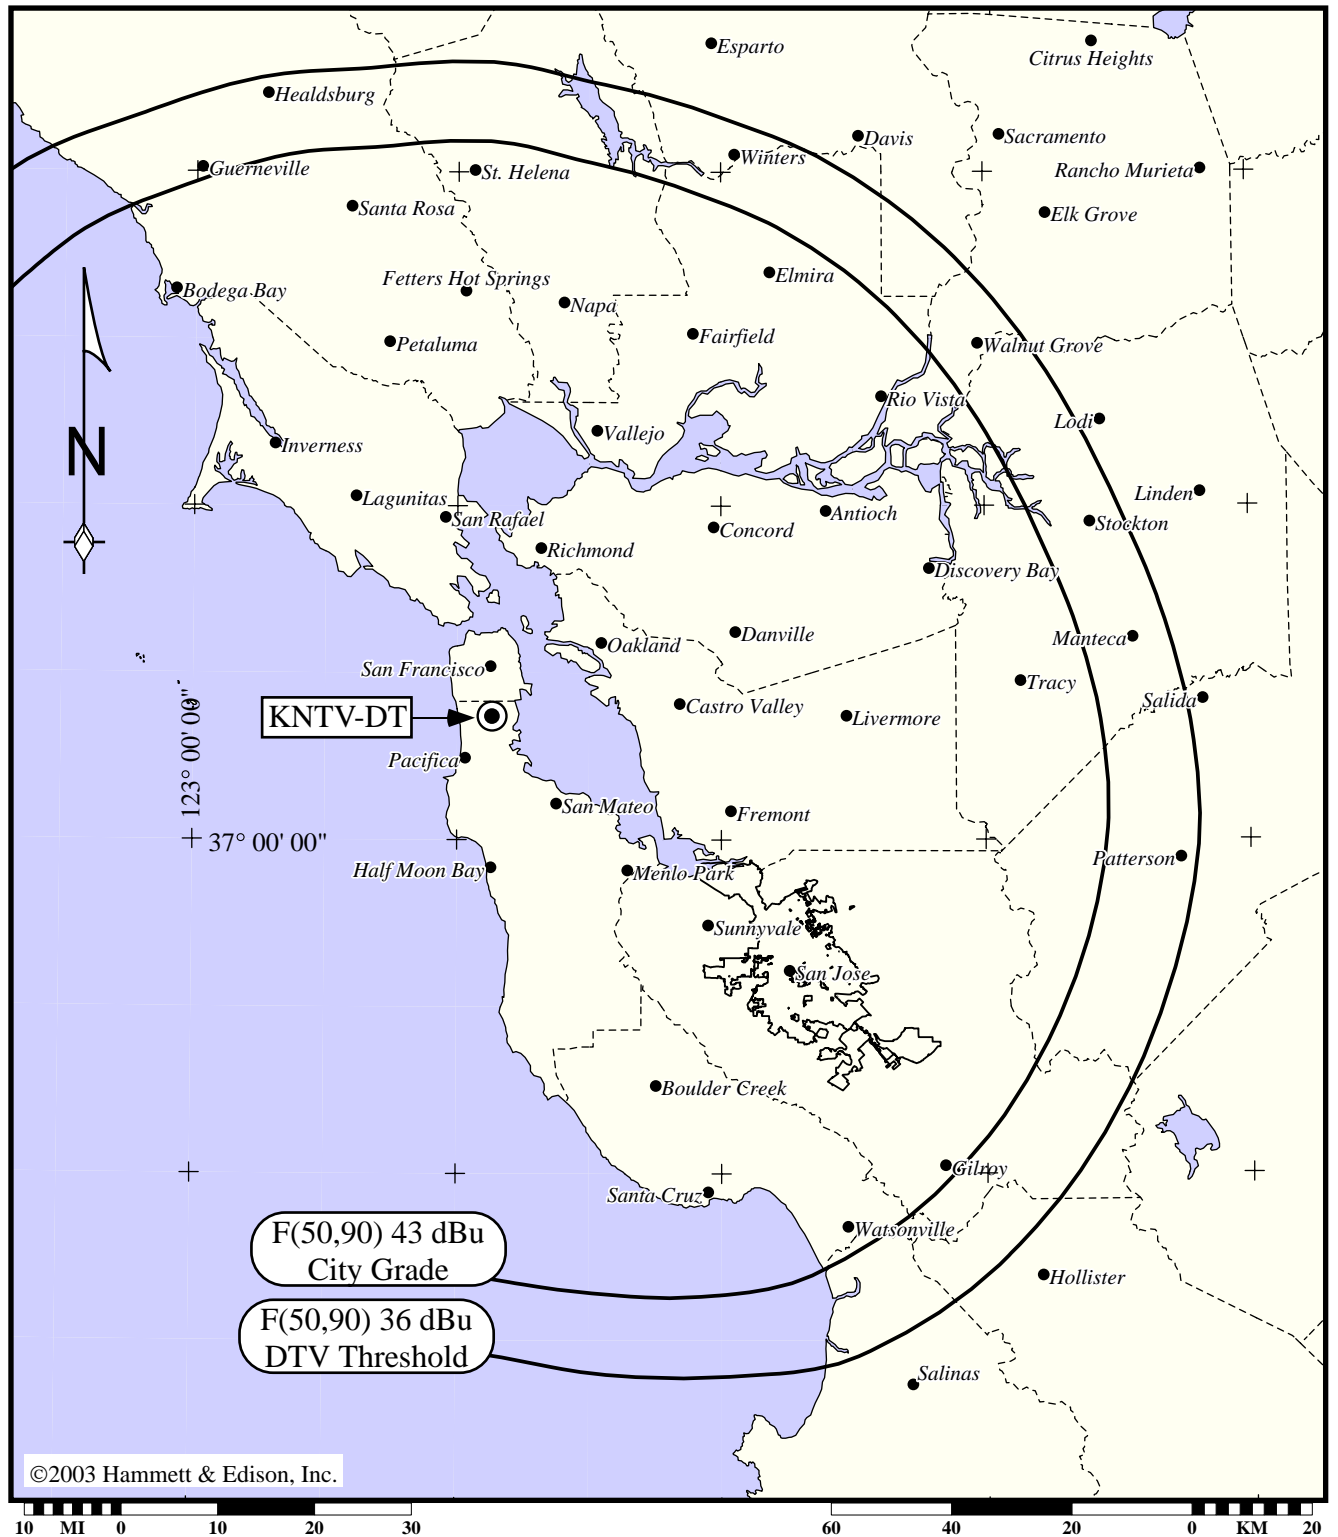 Esparto
Citrus Heights
Healdsburg
Davis
Sacramento
Winters
Guerneville
St. Helena
Rancho Murieta
Santa Rosa
Elk Grove
Fetters Hot Springs
Elmira
Bodega Bay
Napa
Petaluma
Fairfield
Walnut Grove
Rio Vista
Lodi
N
Inverness
Vallejo
Lagunitas
Linden
San Rafael
Antioch
Stockton
Concord
Richmond
Discovery Bay
Oakland
Danville
Manteca
San Francisco
Tracy
Salida
Castro Valley
KNTV-DT
Livermore
Pacifica
123° 00' 00"
San Mateo
Fremont
37° 00' 00"
Half Moon Bay
Menlo Park
Patterson
Sunnyvale
San Jose
Boulder Creek
Gilroy
Santa Cruz
Watsonville
F(50,90) 43 dBu
City Grade
Hollister
F(50,90) 36 dBu
DTV Threshold
Salinas
©2003 Hammett & Edison, Inc.
10 MI 0 10 20 30
60 40 20 0 KM 20